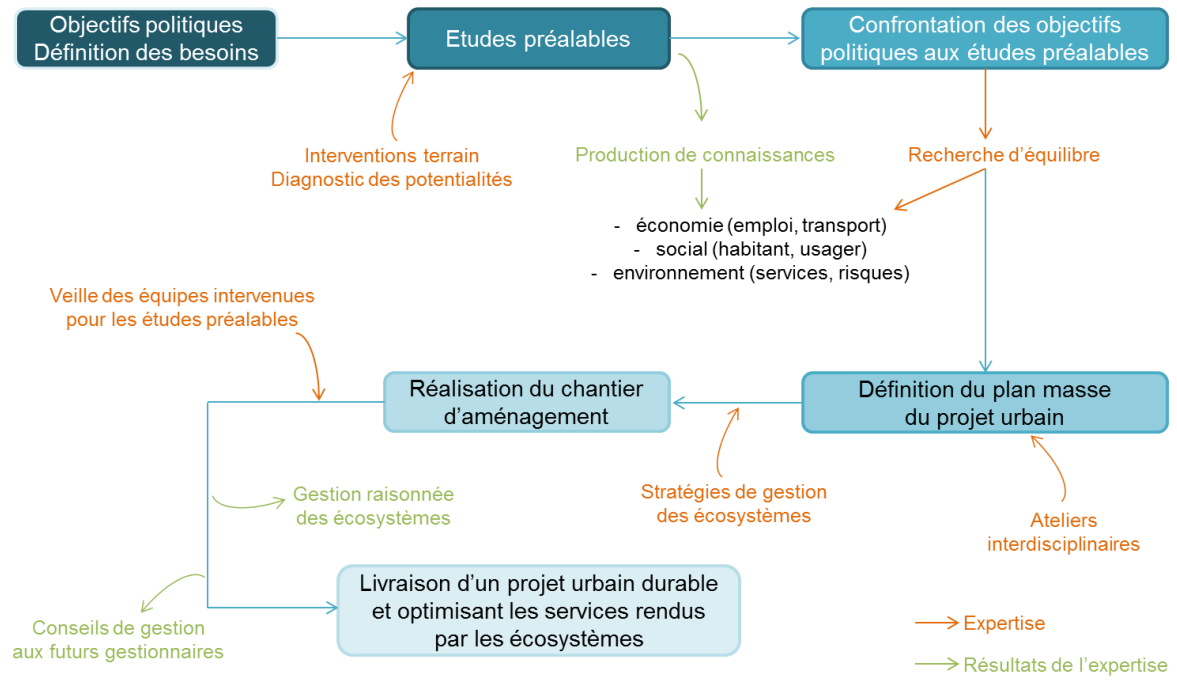 Objectifs politiques
Définition des besoins
Etudes préalables
Confrontation des objectifs
politiques aux études préalables
Interventions terrain
Diagnostic des potentialités
Production de connaissances
Recherche d'équilibre
- économie (emploi, transport)
- social (habitant, usager)
- environnement (services, risques)
Veille des équipes intervenues
pour les études préalables
Réalisation du chantier
d'aménagement
Définition du plan masse
du projet urbain
Gestion raisonnée
des écosystèmes
Stratégies de gestion
des écosystèmes
Ateliers
interdisciplinaires
Livraison d'un projet urbain durable
et optimisant les services rendus
par les écosystèmes
Conseils de gestion
aux futurs gestionnaires
Expertise
Résultats de l'expertise